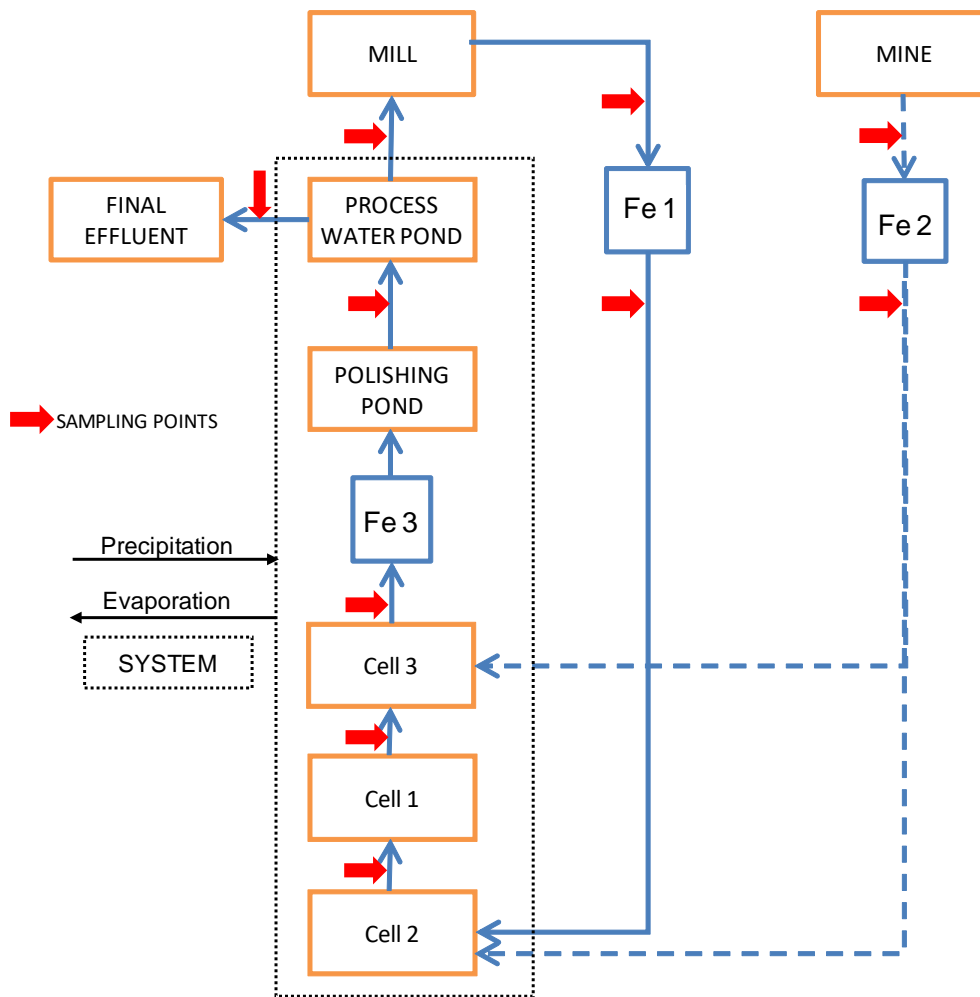 MILL
MINE
FINAL
EFFLUENT
PROCESS
WATER POND
Fe 1
Fe 2
POLISHING
POND
SAMPLING POINTS
Fe 3
Precipitation
Evaporation
SYSTEM
Cell 3
Cell 1
Cell 2